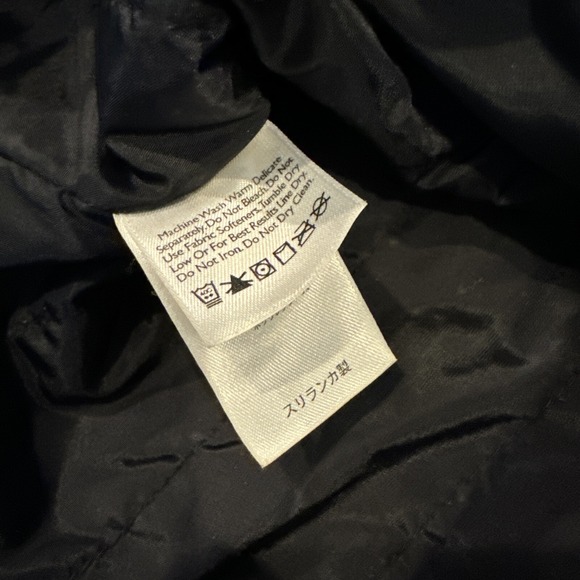 Machine Wash Warm Delicate
Separately. Do Not Bleach. Do Not
Use Fabric Softeners. Tumble Dry
Low Or For Best Results Line Dry.
Do Not Iron. Do Not Dry Clean.
40C
スリランカ製